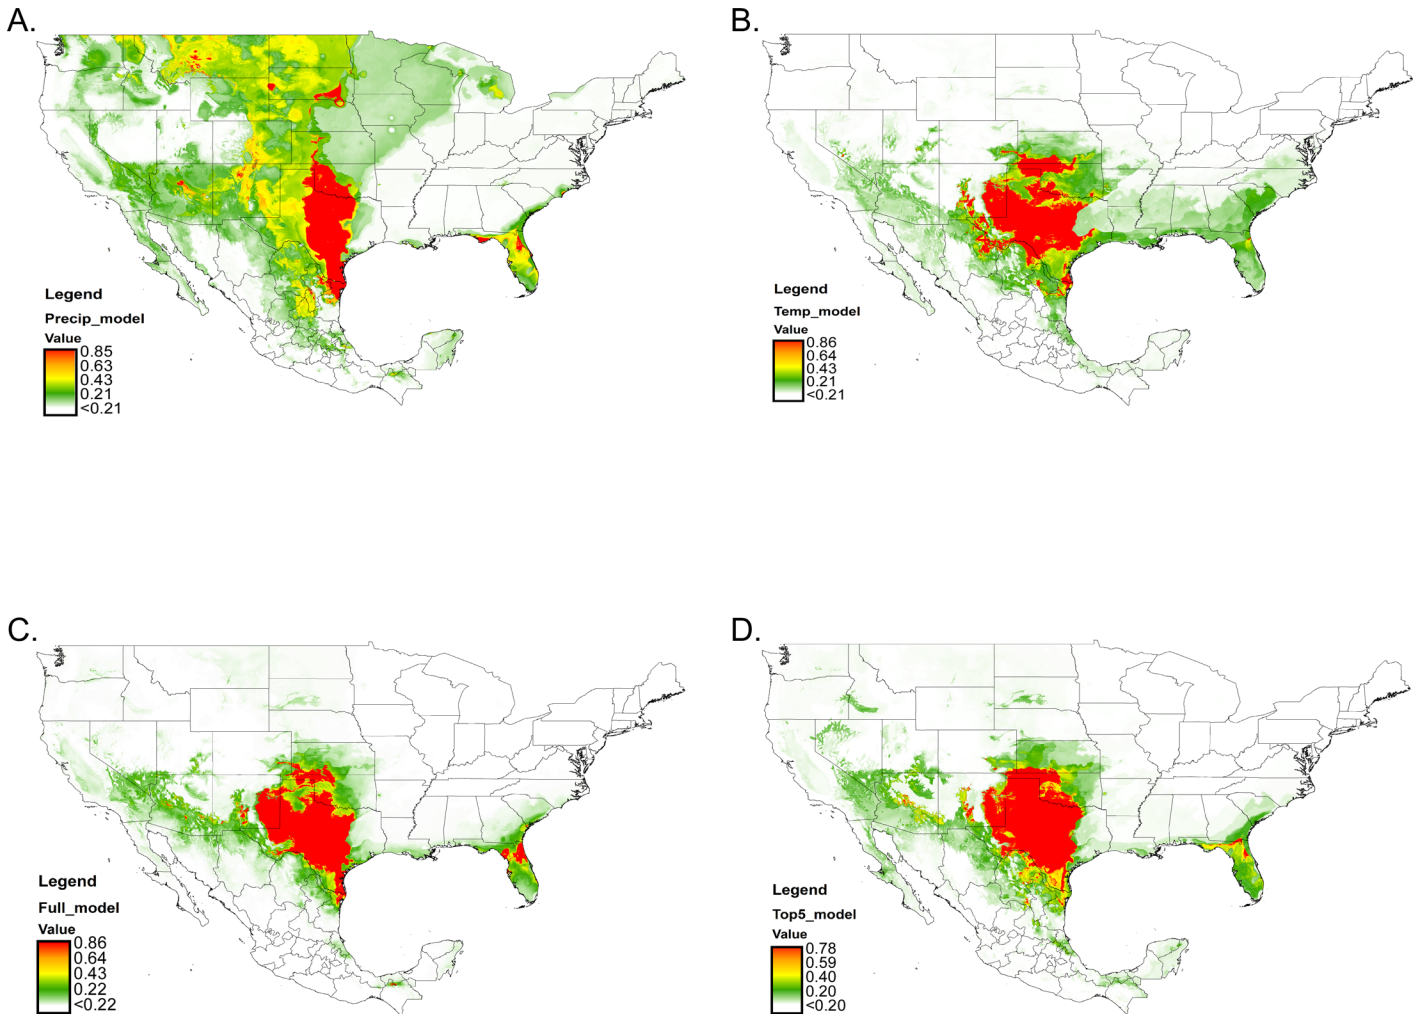 A.
Legend
Precip_model
Value
0.85
0.63
0.43
0.21
<0.21
B.
Legend
Temp_model
Value
0.86
0.64
0.43
0.21
<0.21
C.
Legend
Full_model
Value
0.86
0.64
0.43
0.22
<0.22
D.
Legend
Top5_model
Value
0.78
0.59
0.40
0.20
<0.20